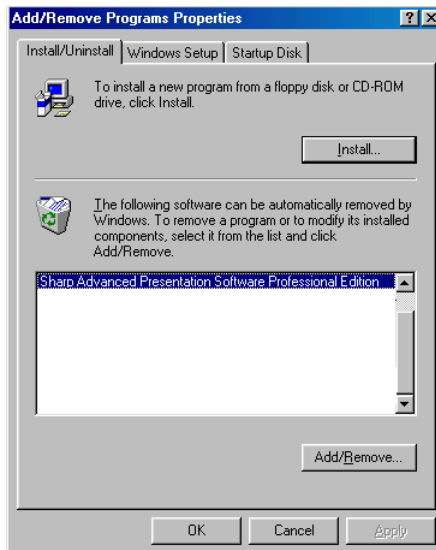 Add/Remove Programs Properties
Install/Uninstall
Windows Setup
Startup Disk
To install a new program from a floppy disk or CD-ROM
drive, click Install.
Install...
The following software can be automatically removed by
Windows. To remove a program or to modify its installed
components, select it from the list and click
Add/Remove.
Sharp Advanced Presentation Software Professional Edition
Add/Remove...
OK
Cancel
Apply